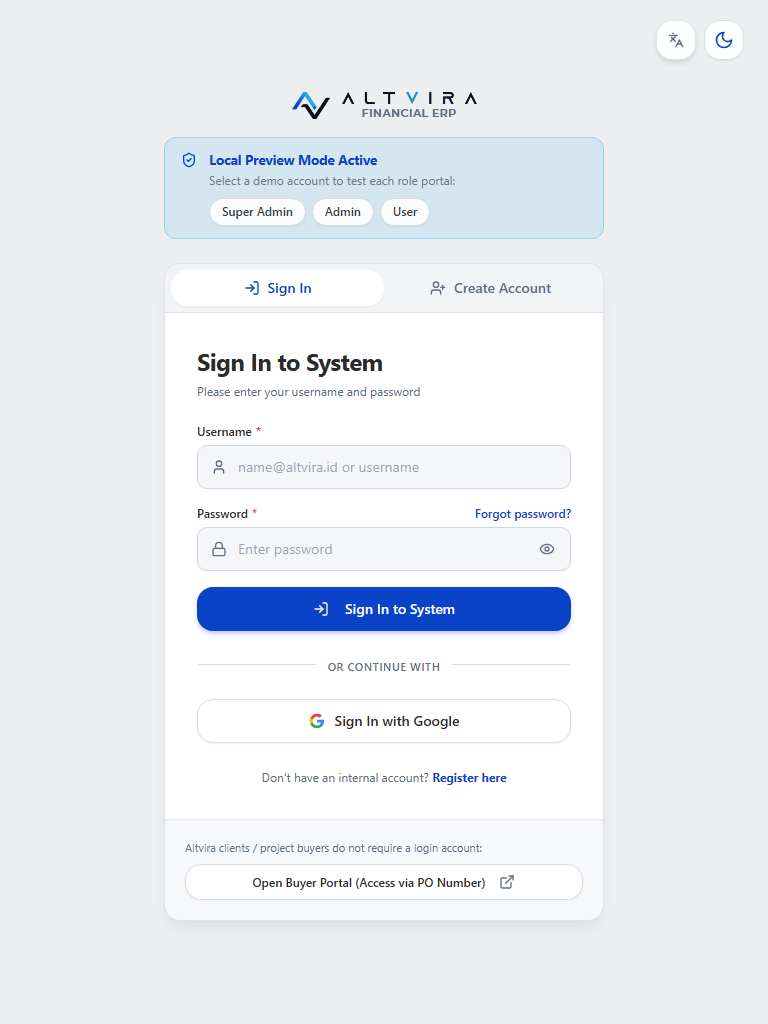 ALTVIRA
FINANCIAL ERP
Local Preview Mode Active
Select a demo account to test each role portal:
Super Admin Admin User
Sign In Create Account
Sign In to System
Please enter your username and password
Username *
name@altvira.id or username
Password * Forgot password?
Enter password
Sign In to System
OR CONTINUE WITH
Sign In with Google
Don't have an internal account? Register here
Altvira clients / project buyers do not require a login account:
Open Buyer Portal (Access via PO Number)